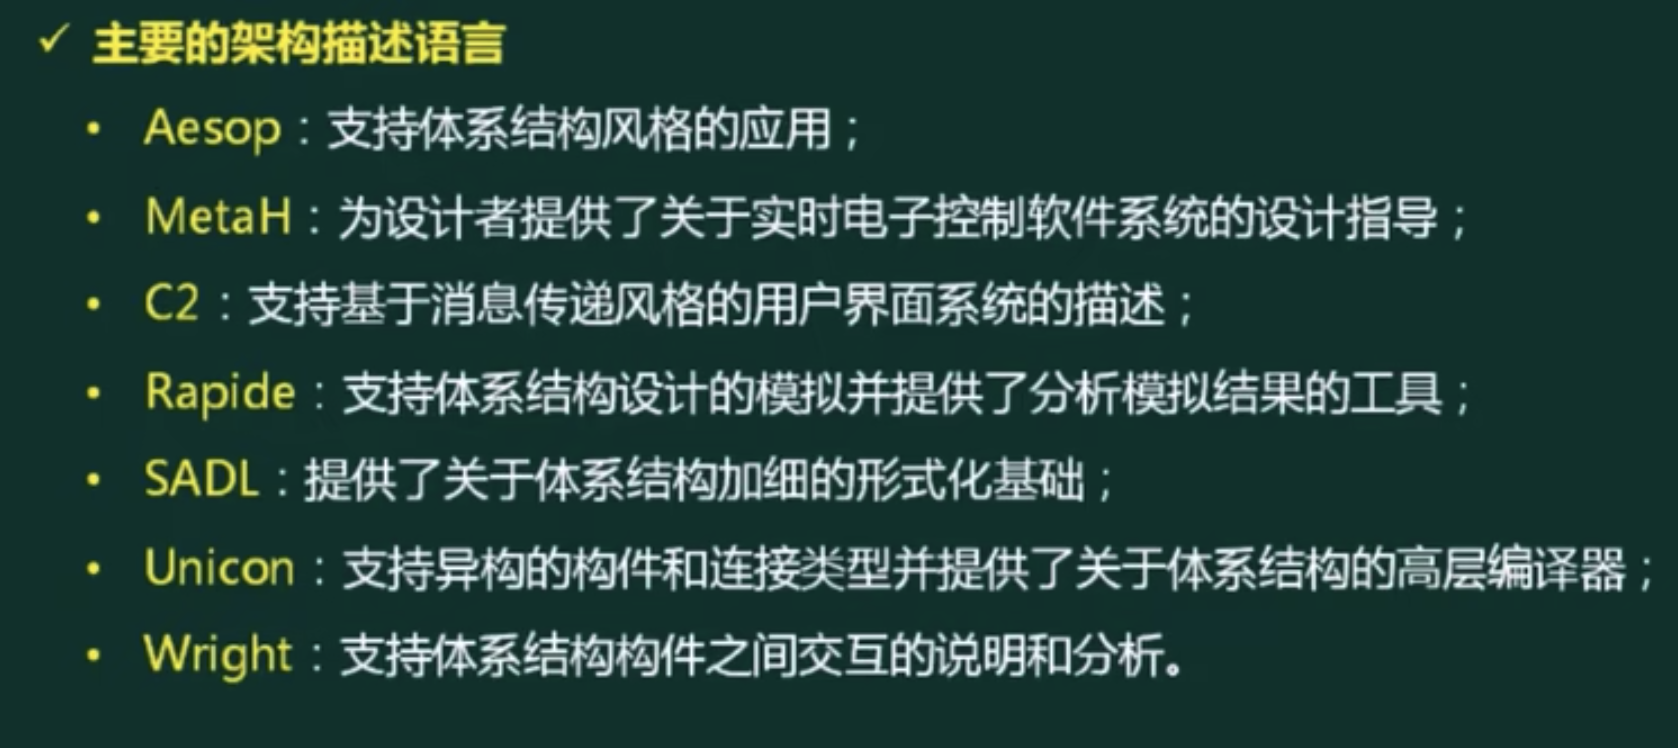 ✓ 主要的架构描述语言
• Aesop：支持体系结构风格的应用；
• MetaH：为设计者提供了关于实时电子控制软件系统的设计指导；
• C2：支持基于消息传递风格的用户界面系统的描述；
• Rapide：支持体系结构设计的模拟并提供了分析模拟结果的工具；
• SADL：提供了关于体系结构加细的形式化基础；
• Unicon：支持异构的构件和连接类型并提供了关于体系结构的高层编译器；
• Wright：支持体系结构构件之间交互的说明和分析。